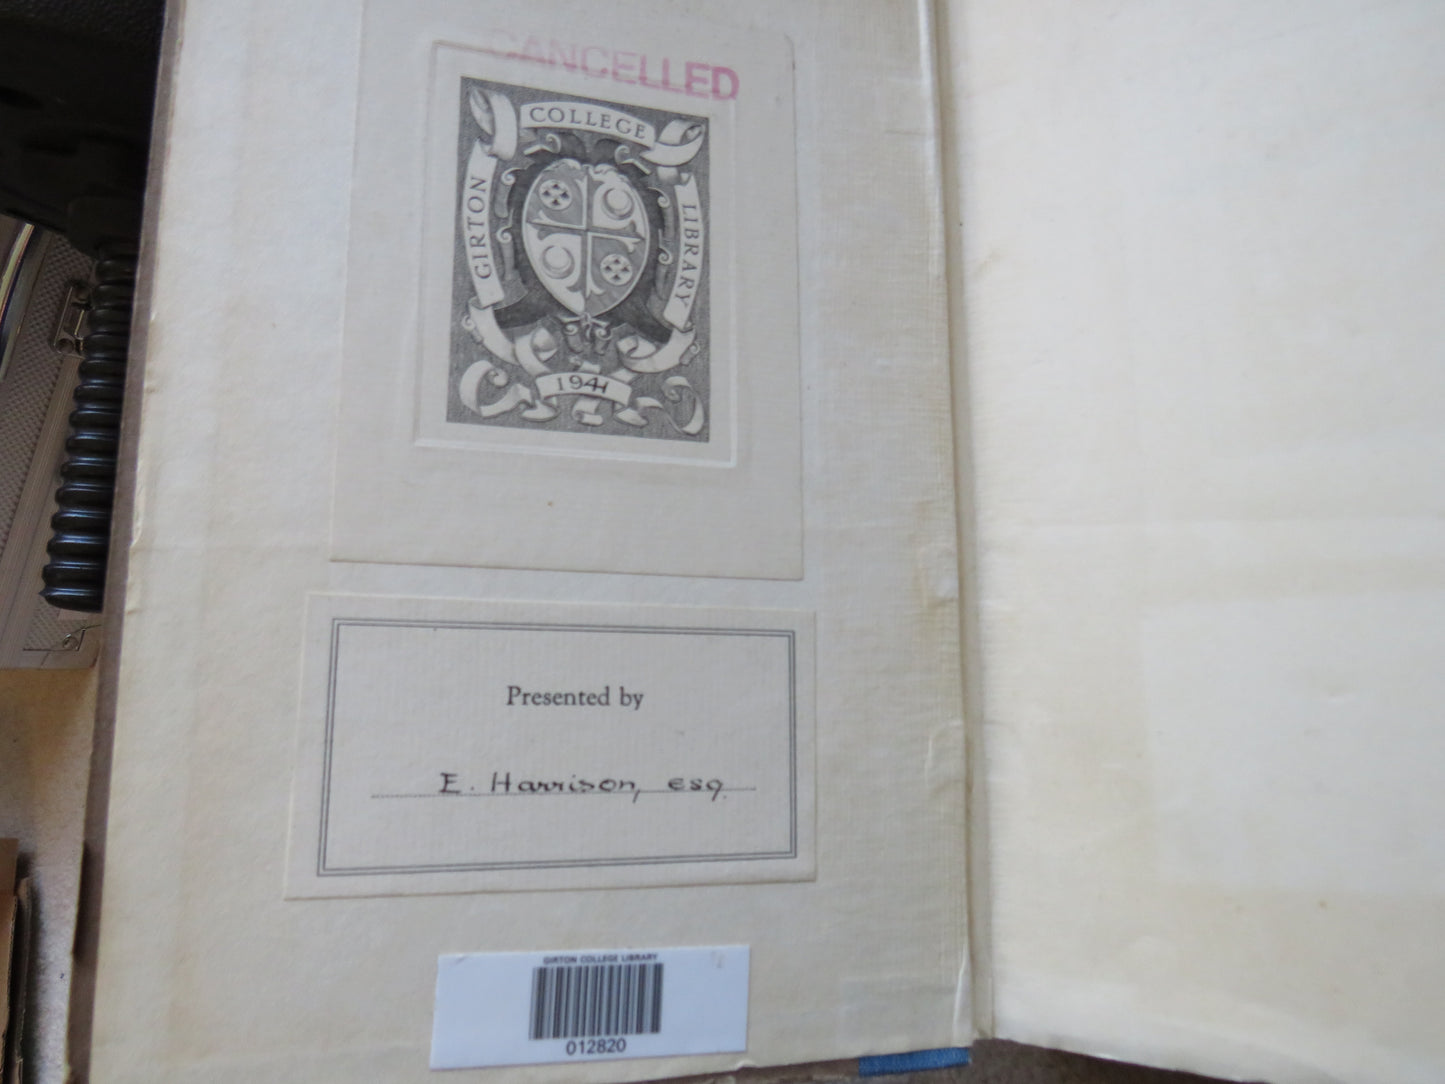 CANCELLED
COLLEGE
GIRTON
LIBRARY
1941
Presented by
E. Harrison, esq.
GIRTON COLLEGE LIBRARY
012820